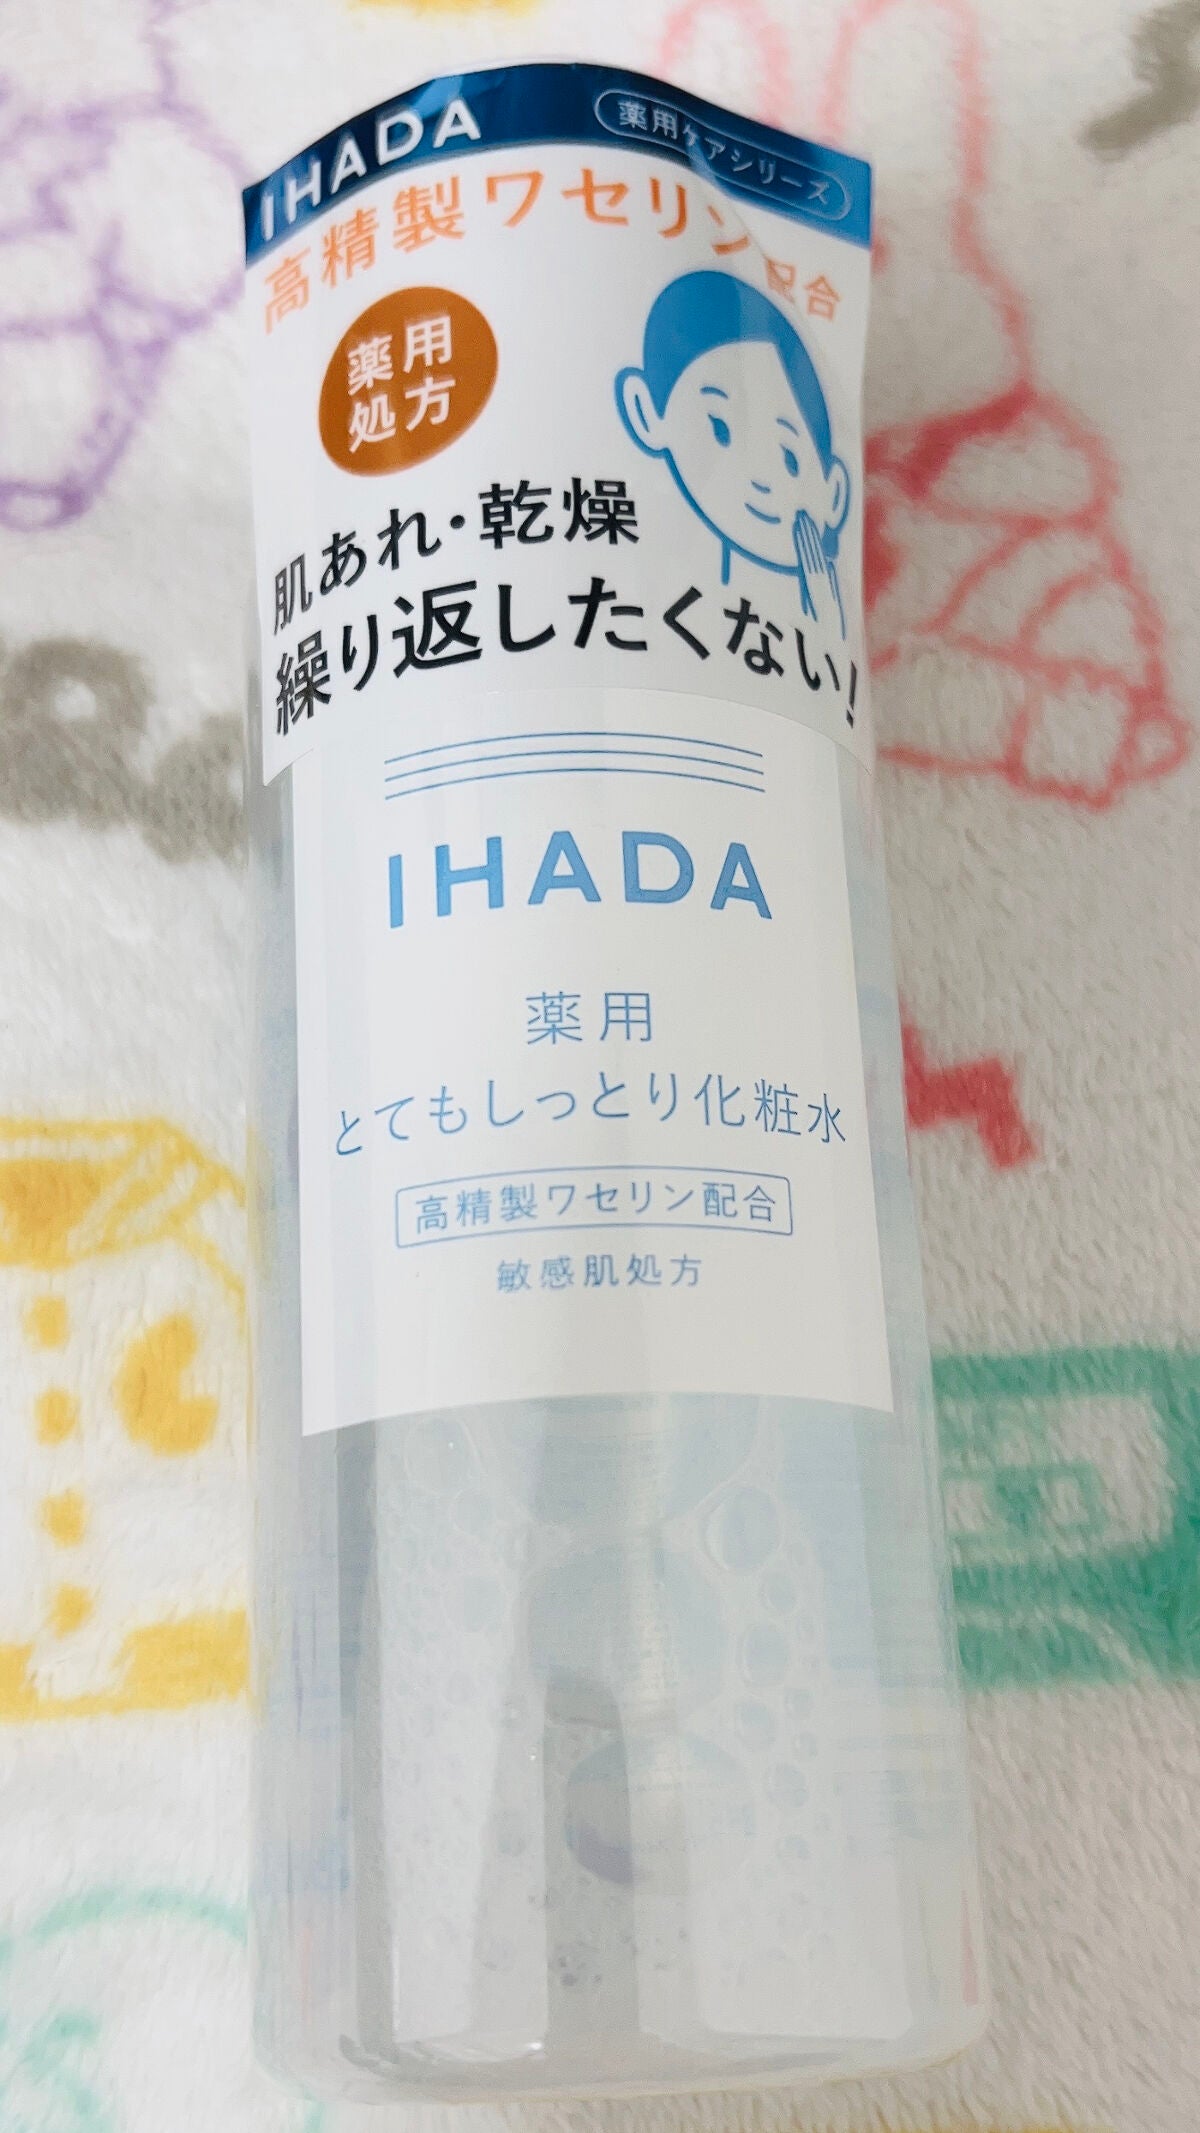 IHADA
薬用ケアシリーズ
高精製ワセリン配合
薬用
処方
肌あれ・乾燥
繰り返したくない!
IHADA
薬用
とてもしっとり化粧水
高精製ワセリン配合
敏感肌処方